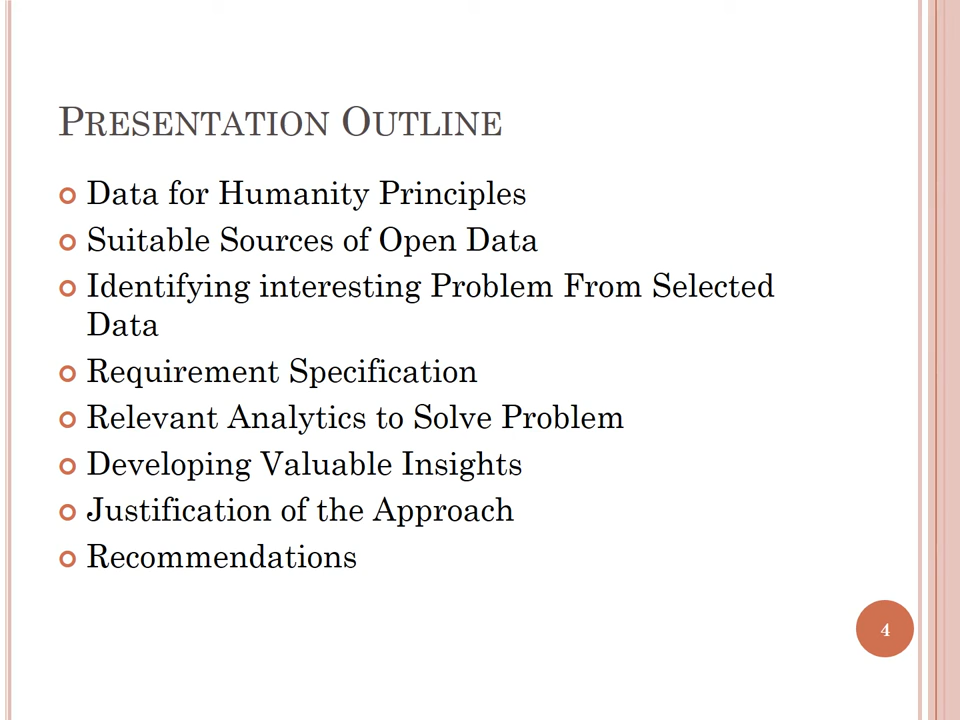 Presentation Outline
Data for Humanity Principles
Suitable Sources of Open Data
Identifying interesting Problem From Selected
Data
Requirement Specification
Relevant Analytics to Solve Problem
Developing Valuable Insights
Justification of the Approach
Recommendations
4